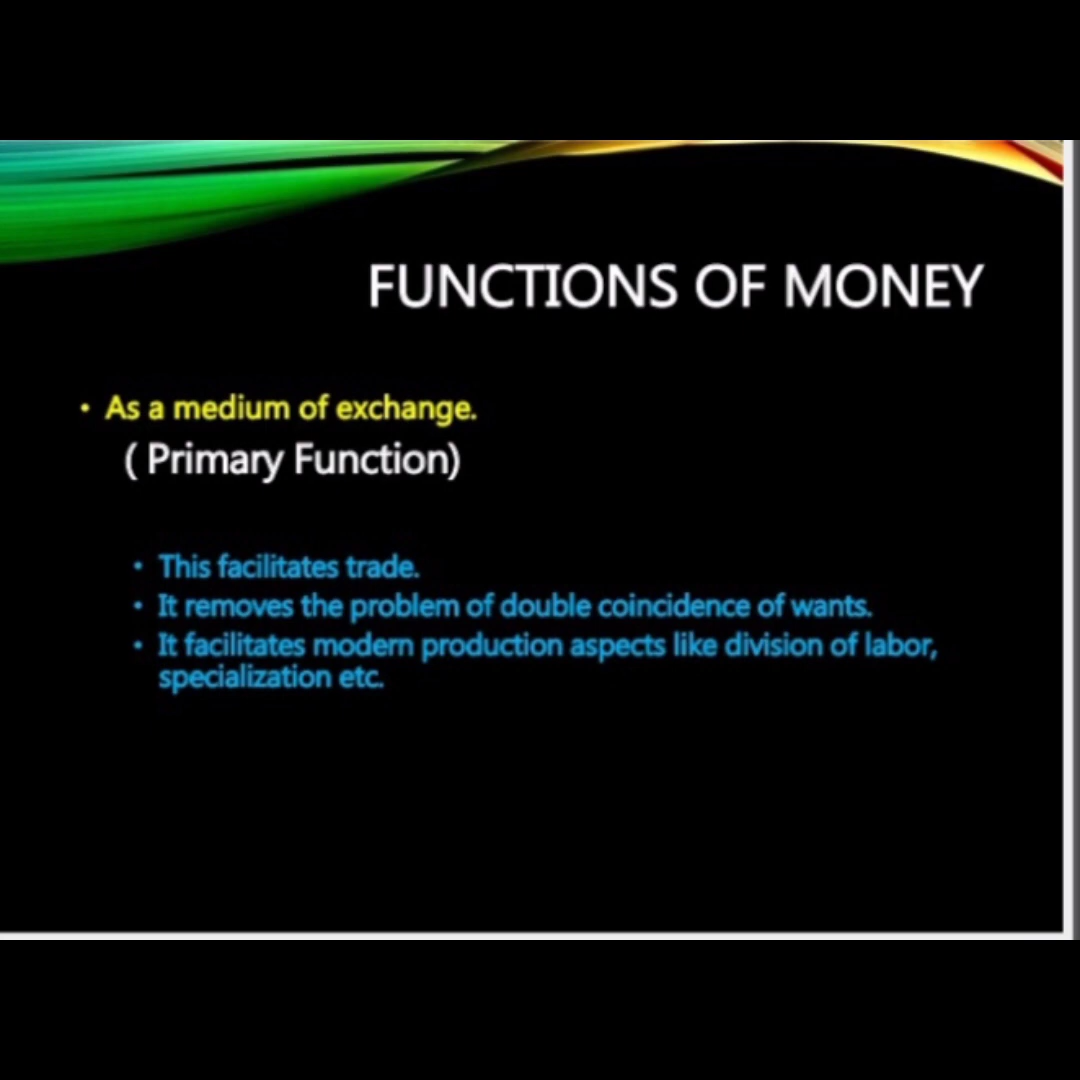 FUNCTIONS OF MONEY
• As a medium of exchange.
( Primary Function)
• This facilitates trade.
• It removes the problem of double coincidence of wants.
• It facilitates modern production aspects like division of labor,
specialization etc.